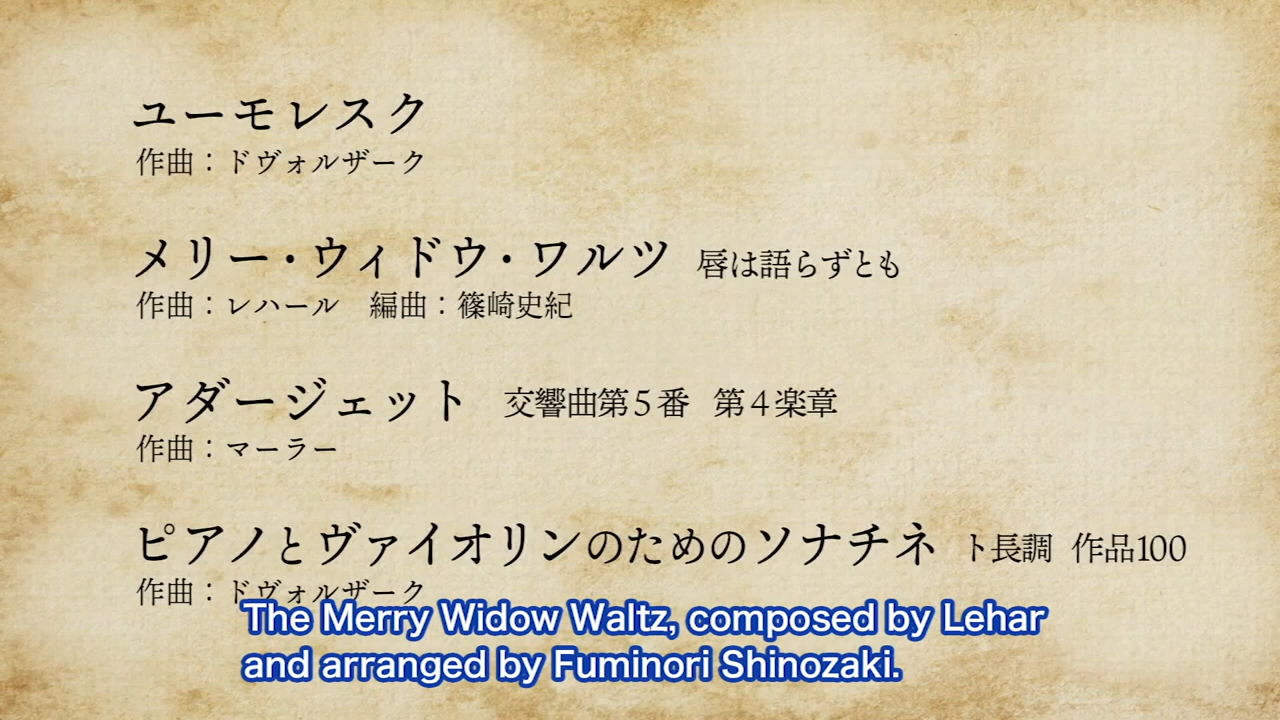 ユーモレスク
作曲：ドヴォルザーク
メリー・ウィドウ・ワルツ 唇は語らずとも
作曲：レハール 編曲：篠崎史紀
アダージェット 交響曲第５番 第４楽章
作曲：マーラー
ピアノとヴァイオリンのためのソナチネ ト長調 作品100
作曲：ドヴォルザーク
The Merry Widow Waltz, composed by Lehar
and arranged by Fuminori Shinozaki.